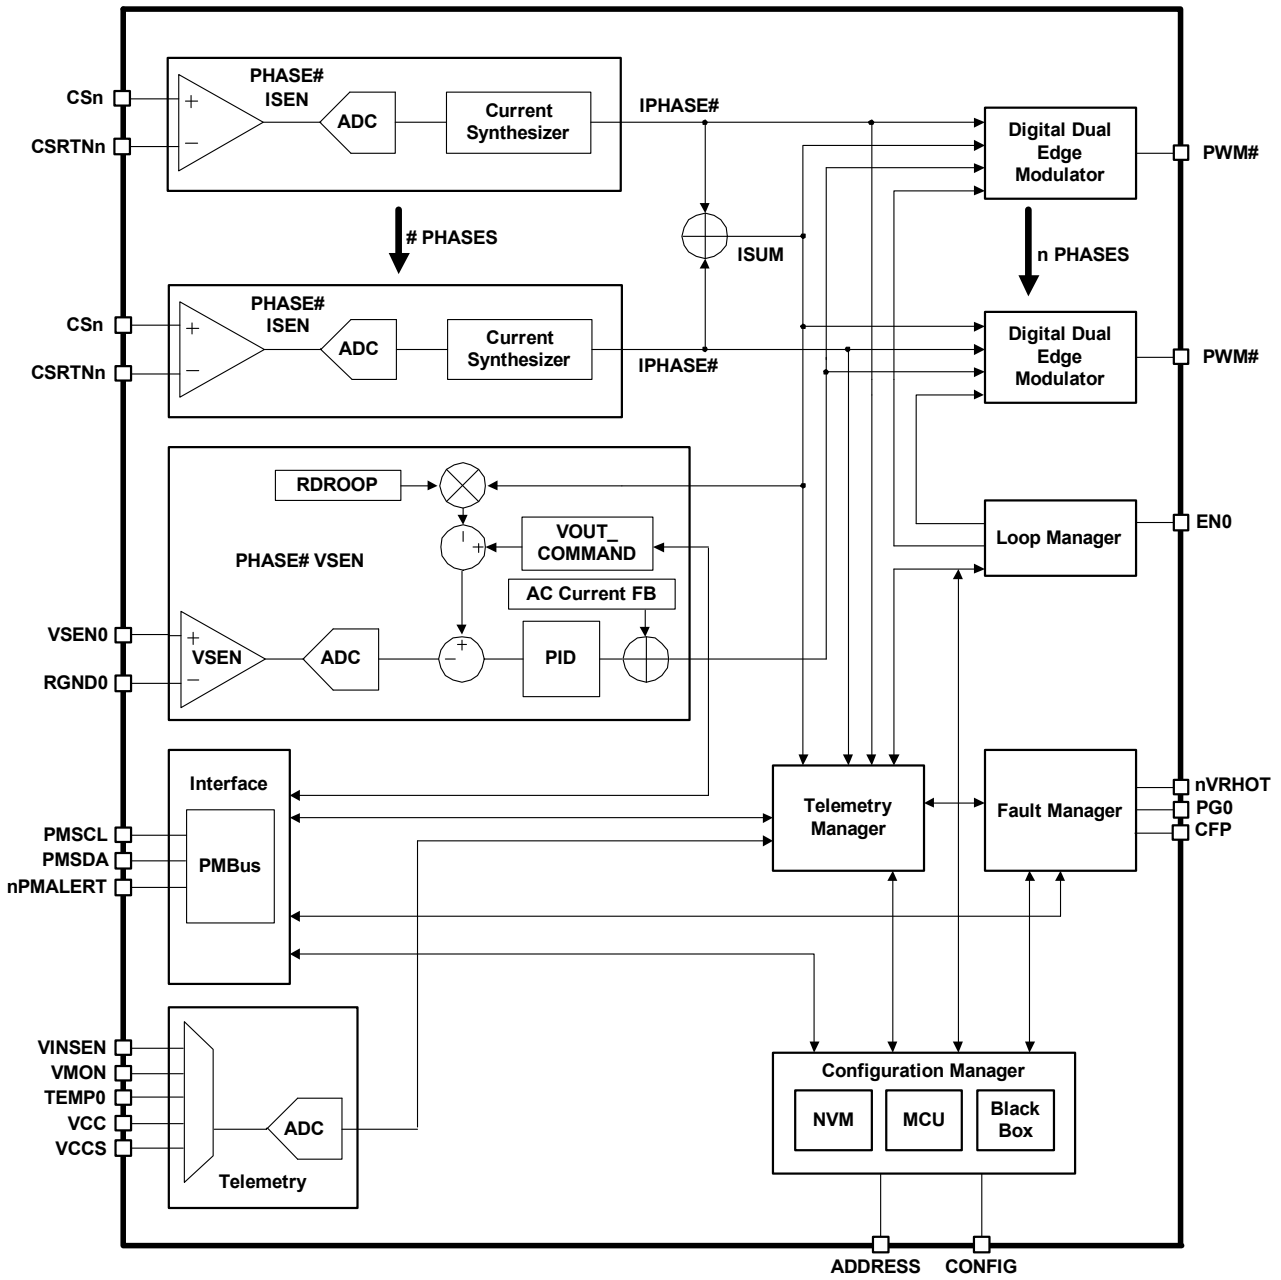 PHASE#
ISEN
CSn
+
ADC
Current
Synthesizer
IPHASE#
CSRTNn
−
Digital Dual
Edge
Modulator
PWM#
# PHASES
ISUM
n PHASES
PHASE#
ISEN
CSn
+
ADC
Current
Synthesizer
IPHASE#
CSRTNn
−
Digital Dual
Edge
Modulator
PWM#
RDROOP
−
+
VOUT_
COMMAND
PHASE# VSEN
AC Current FB
VSEN0
+
VSEN
−
ADC
+
−
PID
RGND0
Loop Manager
EN0
Interface
PMBus
PMSCL
PMSDA
nPMALERT
Telemetry
Manager
Fault Manager
nVRHOT
PG0
CFP
VINSEN
VMON
TEMP0
VCC
VCCS
ADC
Telemetry
Configuration Manager
NVM
MCU
Black
Box
ADDRESS
CONFIG